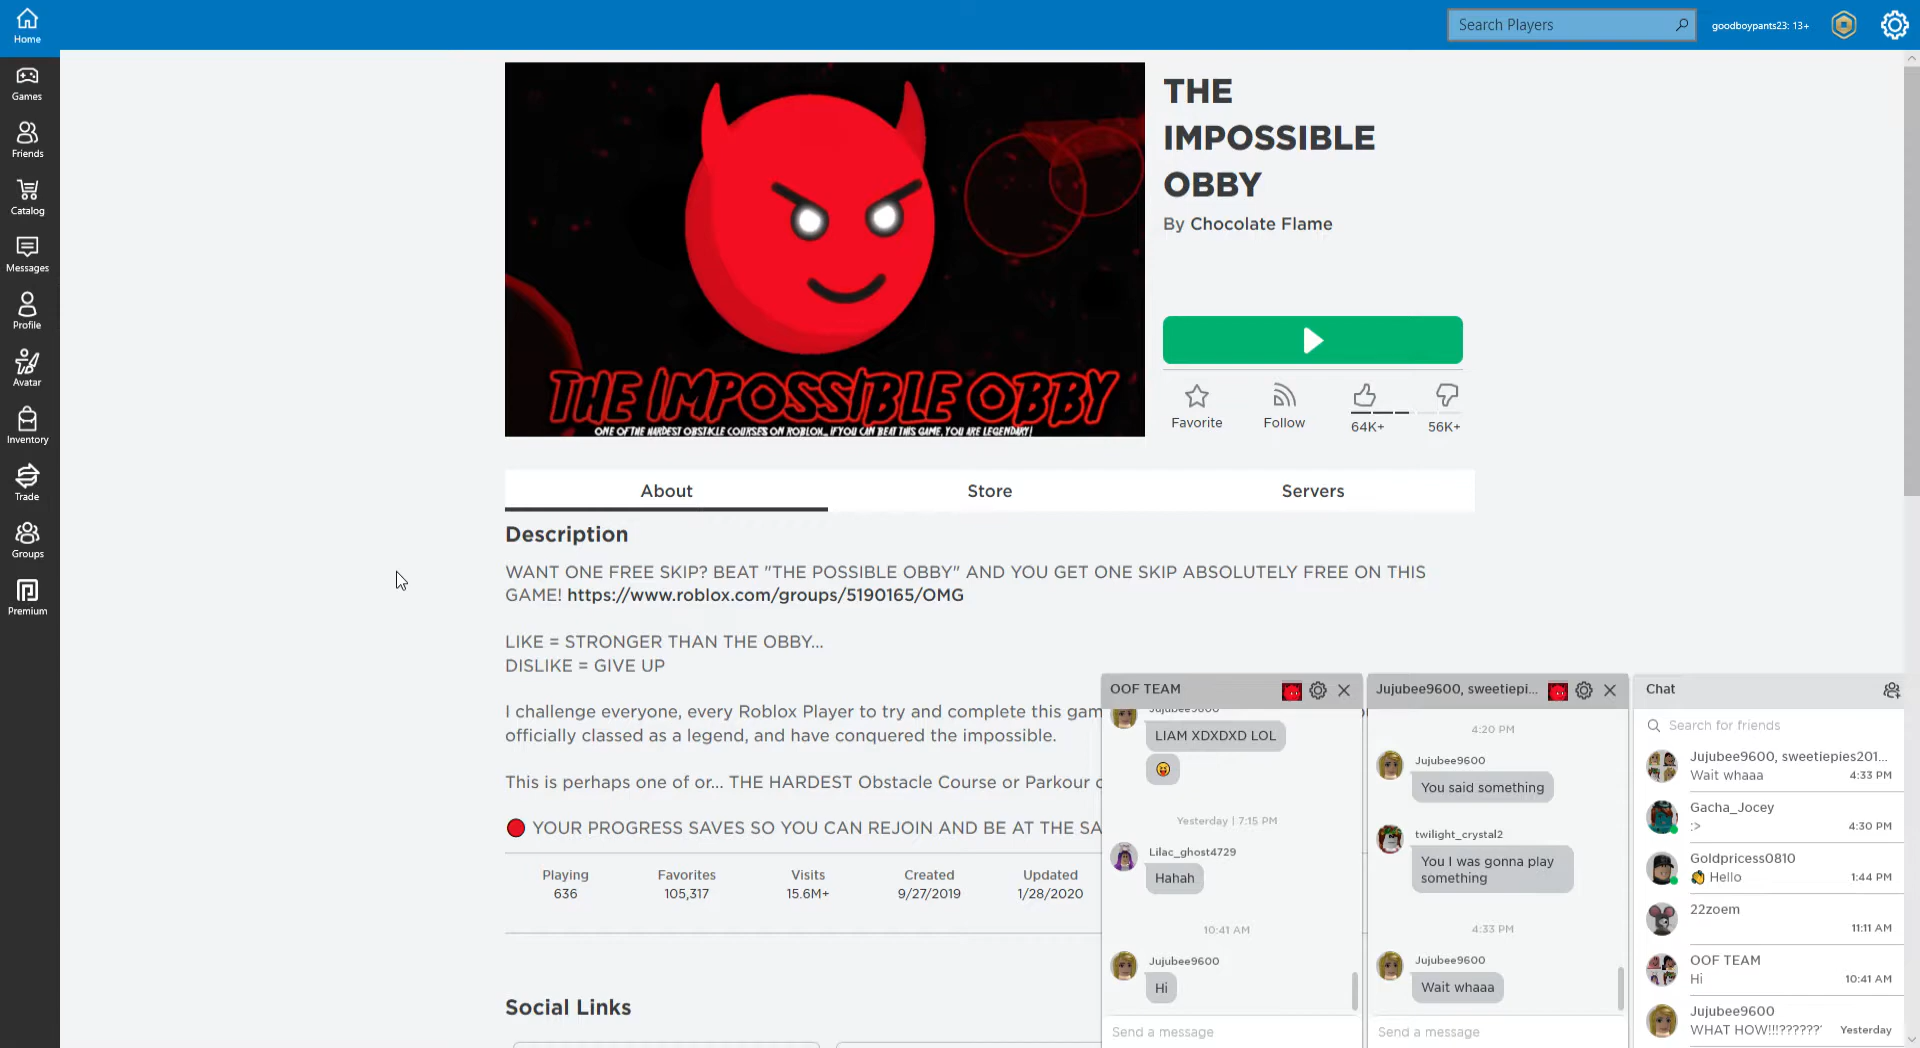 Home
Search Players
goodboypants23: 13+
Games
Friends
Catalog
Messages
Profile
Avatar
Inventory
Trade
Groups
Premium
THE IMPOSSIBLE OBBY
ONE OF THE HARDEST OBSTACLE COURSES ON ROBLOX... IF YOU CAN BEAT THIS GAME, YOU ARE LEGENDARY!
THE
IMPOSSIBLE
OBBY
By Chocolate Flame
Favorite
Follow
64K+
56K+
About
Store
Servers
Description
WANT ONE FREE SKIP? BEAT "THE POSSIBLE OBBY" AND YOU GET ONE SKIP ABSOLUTELY FREE ON THIS
GAME! https://www.roblox.com/groups/5190165/OMG
LIKE = STRONGER THAN THE OBBY...
DISLIKE = GIVE UP
I challenge everyone, every Roblox Player to try and complete this gam
officially classed as a legend, and have conquered the impossible.
This is perhaps one of or... THE HARDEST Obstacle Course or Parkour
YOUR PROGRESS SAVES SO YOU CAN REJOIN AND BE AT THE SA
Playing
636
Favorites
105,317
Visits
15.6M+
Created
9/27/2019
Updated
1/28/2020
Social Links
OOF TEAM
Jujubee9600
LIAM XDXDXD LOL
Yesterday | 7:15 PM
Lilac_ghost4729
Hahah
10:41 AM
Jujubee9600
Hi
Send a message
Jujubee9600, sweetiepi...
4:20 PM
Jujubee9600
You said something
twilight_crystal2
You I was gonna play
something
4:33 PM
Jujubee9600
Wait whaaa
Send a message
Chat
Search for friends
Jujubee9600, sweetiepies201...
Wait whaaa
4:33 PM
Gacha_Jocey
:>
4:30 PM
Goldpricess0810
👏 Hello
1:44 PM
22zoem
11:11 AM
OOF TEAM
Hi
10:41 AM
Jujubee9600
WHAT HOW!!!??????
Yesterday